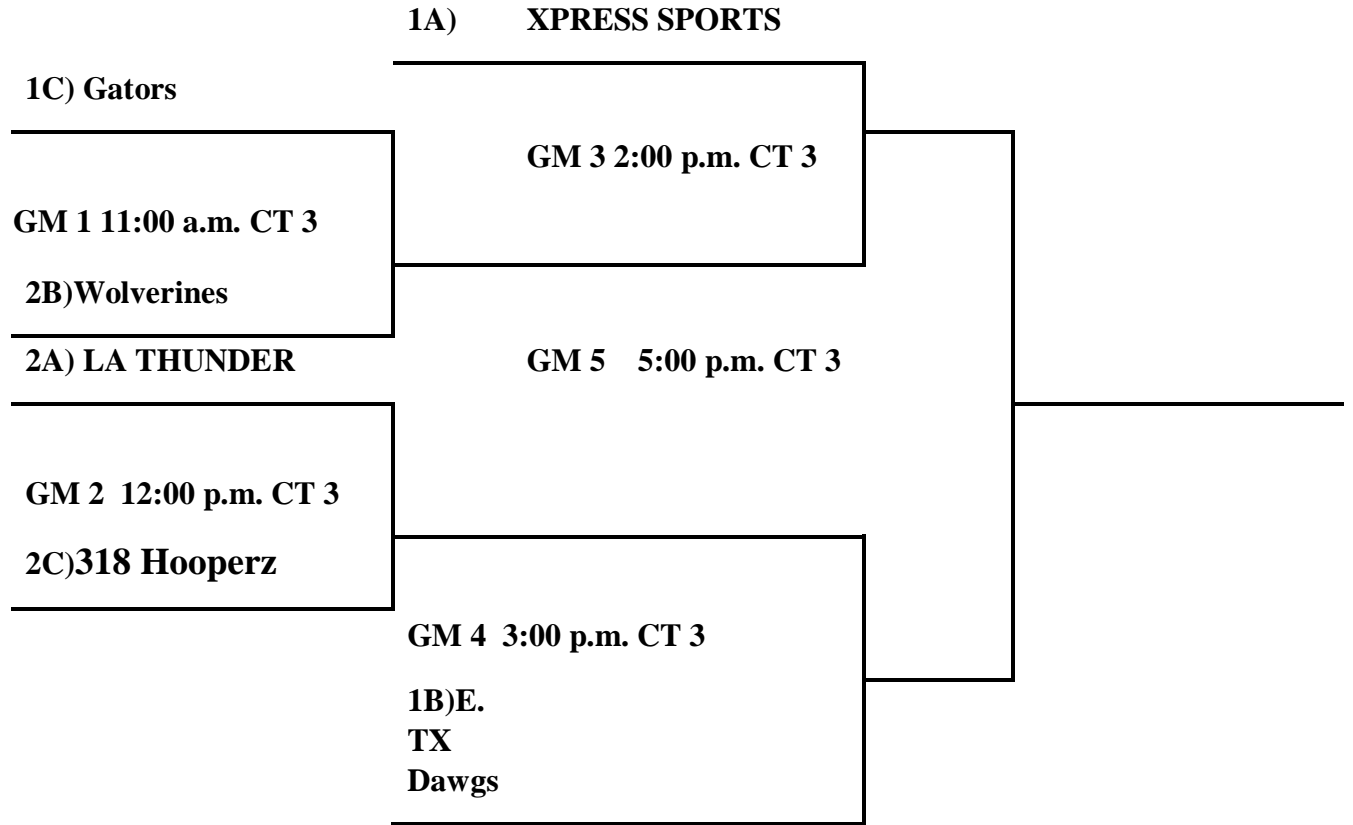 1A) XPRESS SPORTS
1C) Gators
GM 3 2:00 p.m. CT 3
GM 1 11:00 a.m. CT 3
2B)Wolverines
2A) LA THUNDER
GM 5 5:00 p.m. CT 3
GM 2 12:00 p.m. CT 3
2C)318 Hooperz
GM 4 3:00 p.m. CT 3
1B)E.
TX
Dawgs